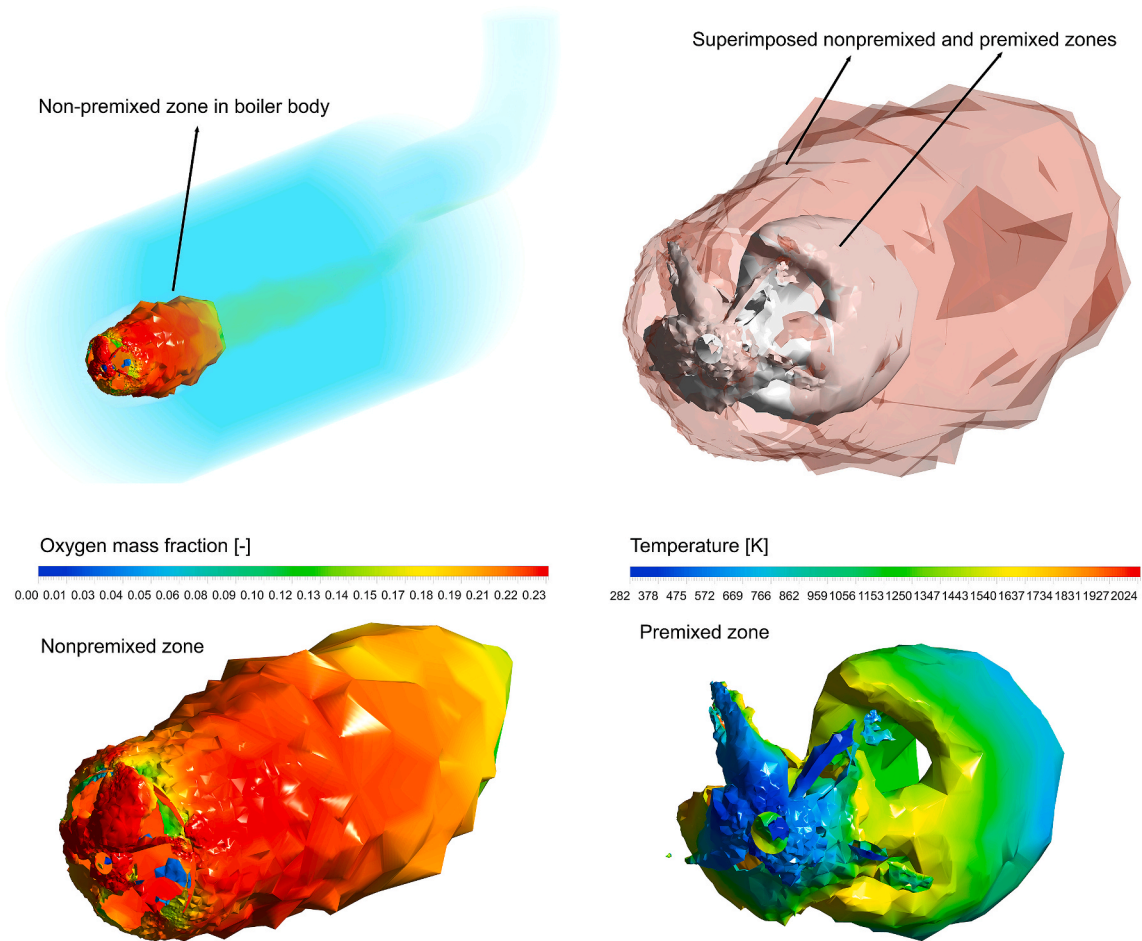 Superimposed nonpremixed and premixed zones
Non-premixed zone in boiler body
Oxygen mass fraction [-]
0.00 0.01 0.03 0.04 0.05 0.06 0.08 0.09 0.10 0.12 0.13 0.14 0.15 0.17 0.18 0.19 0.21 0.22 0.23
Temperature [K]
282 378 475 572 669 766 862 959 1056 1153 1250 1347 1443 1540 1637 1734 1831 1927 2024
Nonpremixed zone
Premixed zone